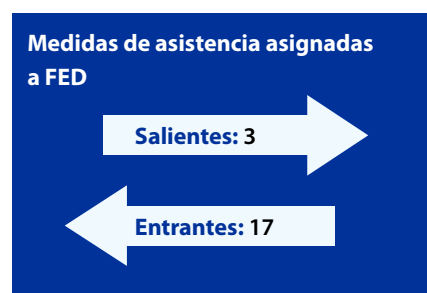 Medidas de asistencia asignadas
a FED
Salientes: 3
Entrantes: 17